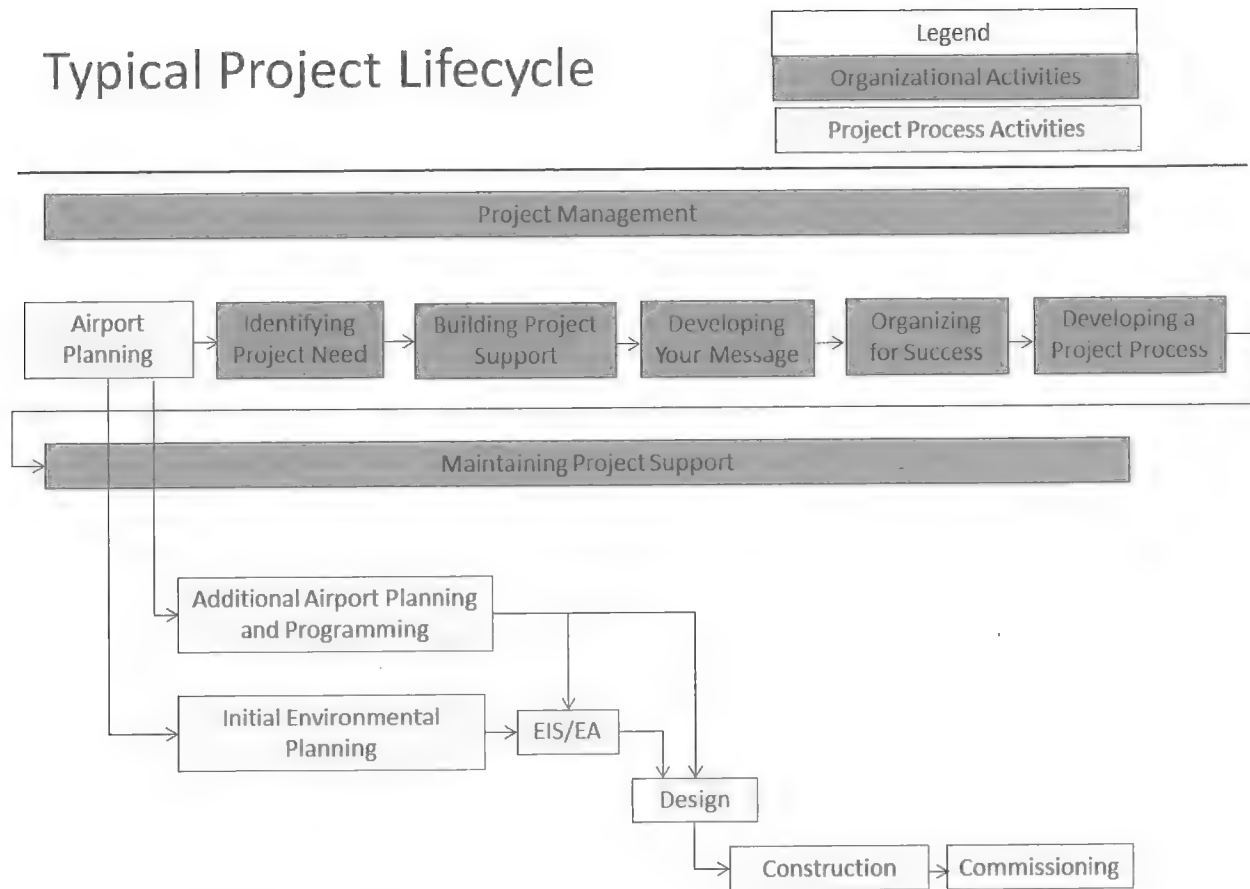 Typical Project Lifecycle
Legend
Organizational Activities
Project Process Activities
Project Management
Airport
Planning
Identifying
Project Need
Building Project
Support
Developing
Your Message
Organizing
for Success
Developing a
Project Process
Maintaining Project Support
Additional Airport Planning
and Programming
Initial Environmental
Planning
EIS/EA
Design
Construction
Commissioning